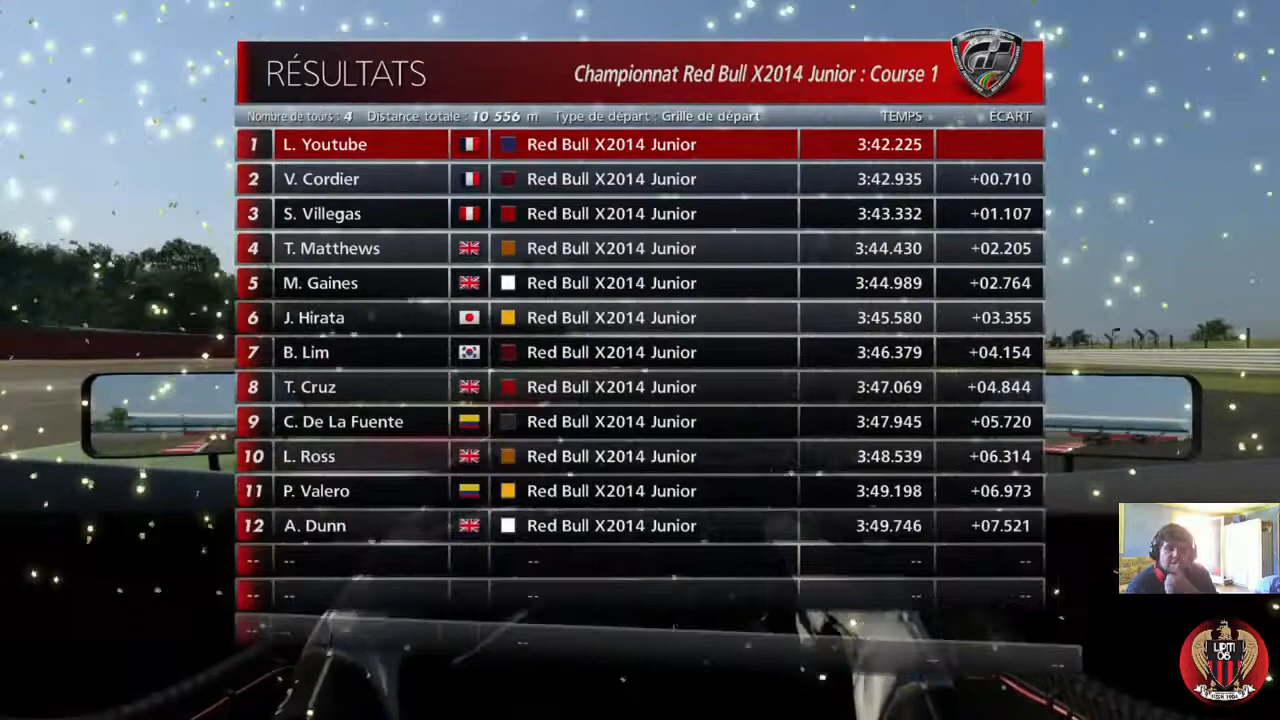 RÉSULTATS
Championnat Red Bull X2014 Junior : Course 1
Nombre de tours : 4 Distance totale : 10 556 m Type de départ : Grille de départ TEMPS ÉCART
1 L. Youtube Red Bull X2014 Junior 3:42.225
2 V. Cordier Red Bull X2014 Junior 3:42.935 +00.710
3 S. Villegas Red Bull X2014 Junior 3:43.332 +01.107
4 T. Matthews Red Bull X2014 Junior 3:44.430 +02.205
5 M. Gaines Red Bull X2014 Junior 3:44.989 +02.764
6 J. Hirata Red Bull X2014 Junior 3:45.580 +03.355
7 B. Lim Red Bull X2014 Junior 3:46.379 +04.154
8 T. Cruz Red Bull X2014 Junior 3:47.069 +04.844
9 C. De La Fuente Red Bull X2014 Junior 3:47.945 +05.720
10 L. Ross Red Bull X2014 Junior 3:48.539 +06.314
11 P. Valero Red Bull X2014 Junior 3:49.198 +06.973
12 A. Dunn Red Bull X2014 Junior 3:49.746 +07.521
-- -- -- -- --
-- -- -- -- --